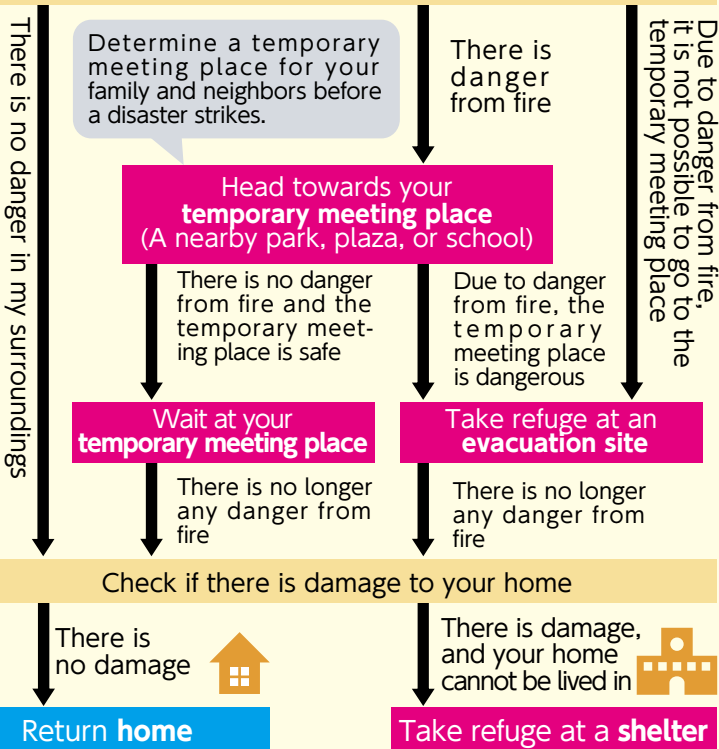 There is no danger in my surroundings
Determine a temporary
meeting place for your
family and neighbors before
a disaster strikes.
There is
danger
from fire
Due to danger from fire,
it is not possible to go to the
temporary meeting place
Head towards your
temporary meeting place
(A nearby park, plaza, or school)
There is no danger
from fire and the
temporary meet-
ing place is safe
Due to danger
from fire, the
temporary
meeting place
is dangerous
Wait at your
temporary meeting place
Take refuge at an
evacuation site
There is no longer
any danger from
fire
There is no longer
any danger from
fire
Check if there is damage to your home
There is
no damage
There is damage,
and your home
cannot be lived in
Return home
Take refuge at a shelter